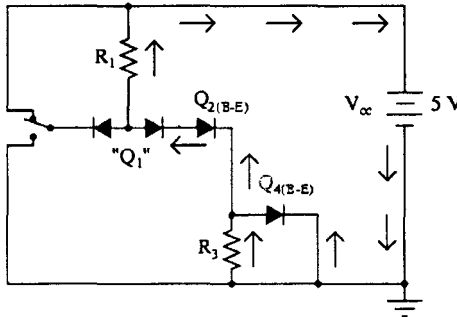 R1
Q2(B-E)
Vcc 5 V
"Q1"
Q4(B-E)
R3